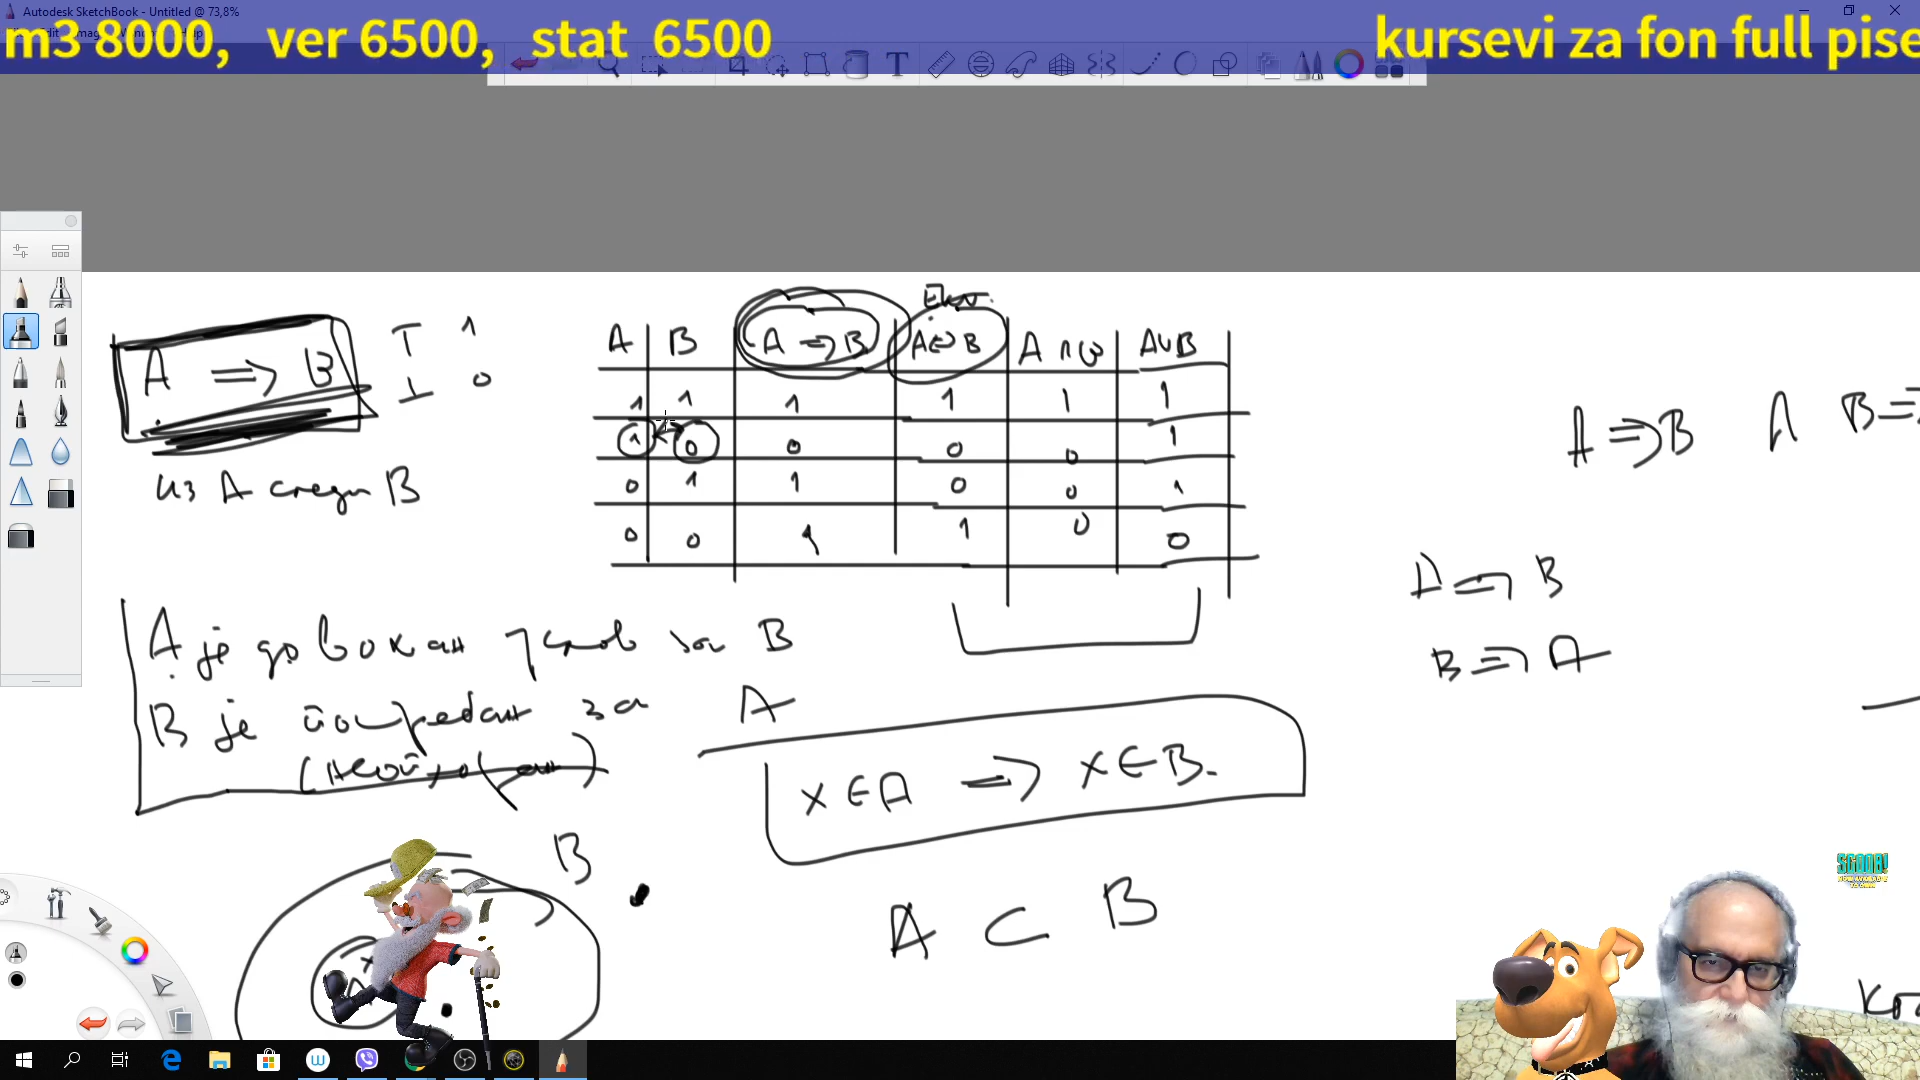 Autodesk SketchBook - Untitled @ 73,8%
m3 8000, ver 6500, stat 6500
kursevi za fon full pise
A ⇒ B
T 1
⊥ 0
из A следи B
Екв.
A B A ⇒ B A⇔B A ∧ B A∨B
1 1 1 1 1 1
1 0 0 0 0 1
0 1 1 0 0 1
0 0 1 1 0 0
A ⇒ B A B ⇒
A ⇒ B
B ⇒ A
A је довољан услов за B
B је потребан за A
x ∈ A ⇒ x ∈ B.
B
A ⊂ B
SCOOB!